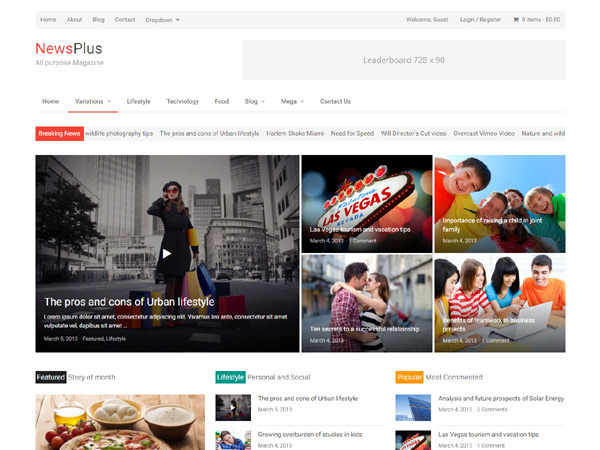 Home About Blog Contact Dropdown Welcome, Guest Login / Register 0 items - $0.00
NewsPlus
All purpose Magazine
Leaderboard 728 x 90
Home Variations Lifestyle Technology Food Blog Mega Contact Us
Breaking News wildlife photography tips The pros and cons of Urban lifestyle Harlem Shake Miami Need for Speed Will Director's Cut video Overcast Vimeo Video Nature and wild
Fabulous
LAS VEGAS
NEVADA
Las Vegas tourism and vacation tips
March 4, 2013 · 1 Comment
Importance of raising a child in joint
family
March 4, 2013
The pros and cons of Urban lifestyle
Lorem ipsum dolor sit amet, consectetur adipiscing elit. Vivamus leo ante, consectetur sit amet
vulputate vel, dapibus sit amet ...
March 5, 2013 Featured, Lifestyle
Ten secrets to a successful relationship
March 4, 2013
Benefits of teamwork in business
projects
March 4, 2013 · 1 Comment
Featured Story of month
Lifestyle Personal and Social
The pros and cons of Urban lifestyle
March 5, 2013
Growing overburden of studies in kids
March 4, 2013
Popular Most Commented
Analysis and future prospects of Solar Energy
March 4, 2013 · 3 Comments
Las Vegas tourism and vacation tips
March 4, 2013 · 1 Comment